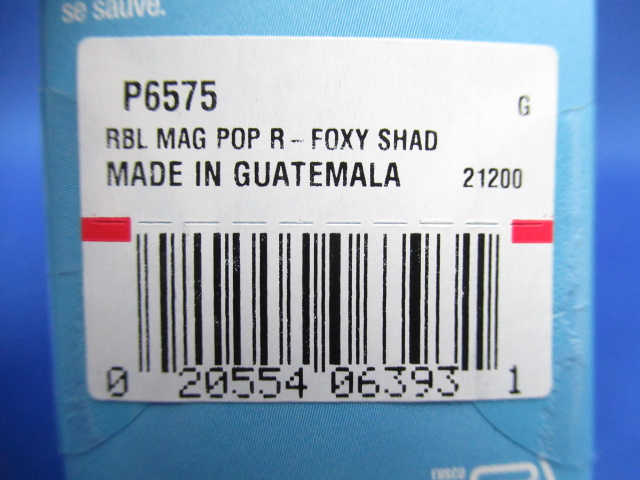 se sauve.
P6575 G
RBL MAG POP R - FOXY SHAD
MADE IN GUATEMALA 21200
0 20554 06393 1